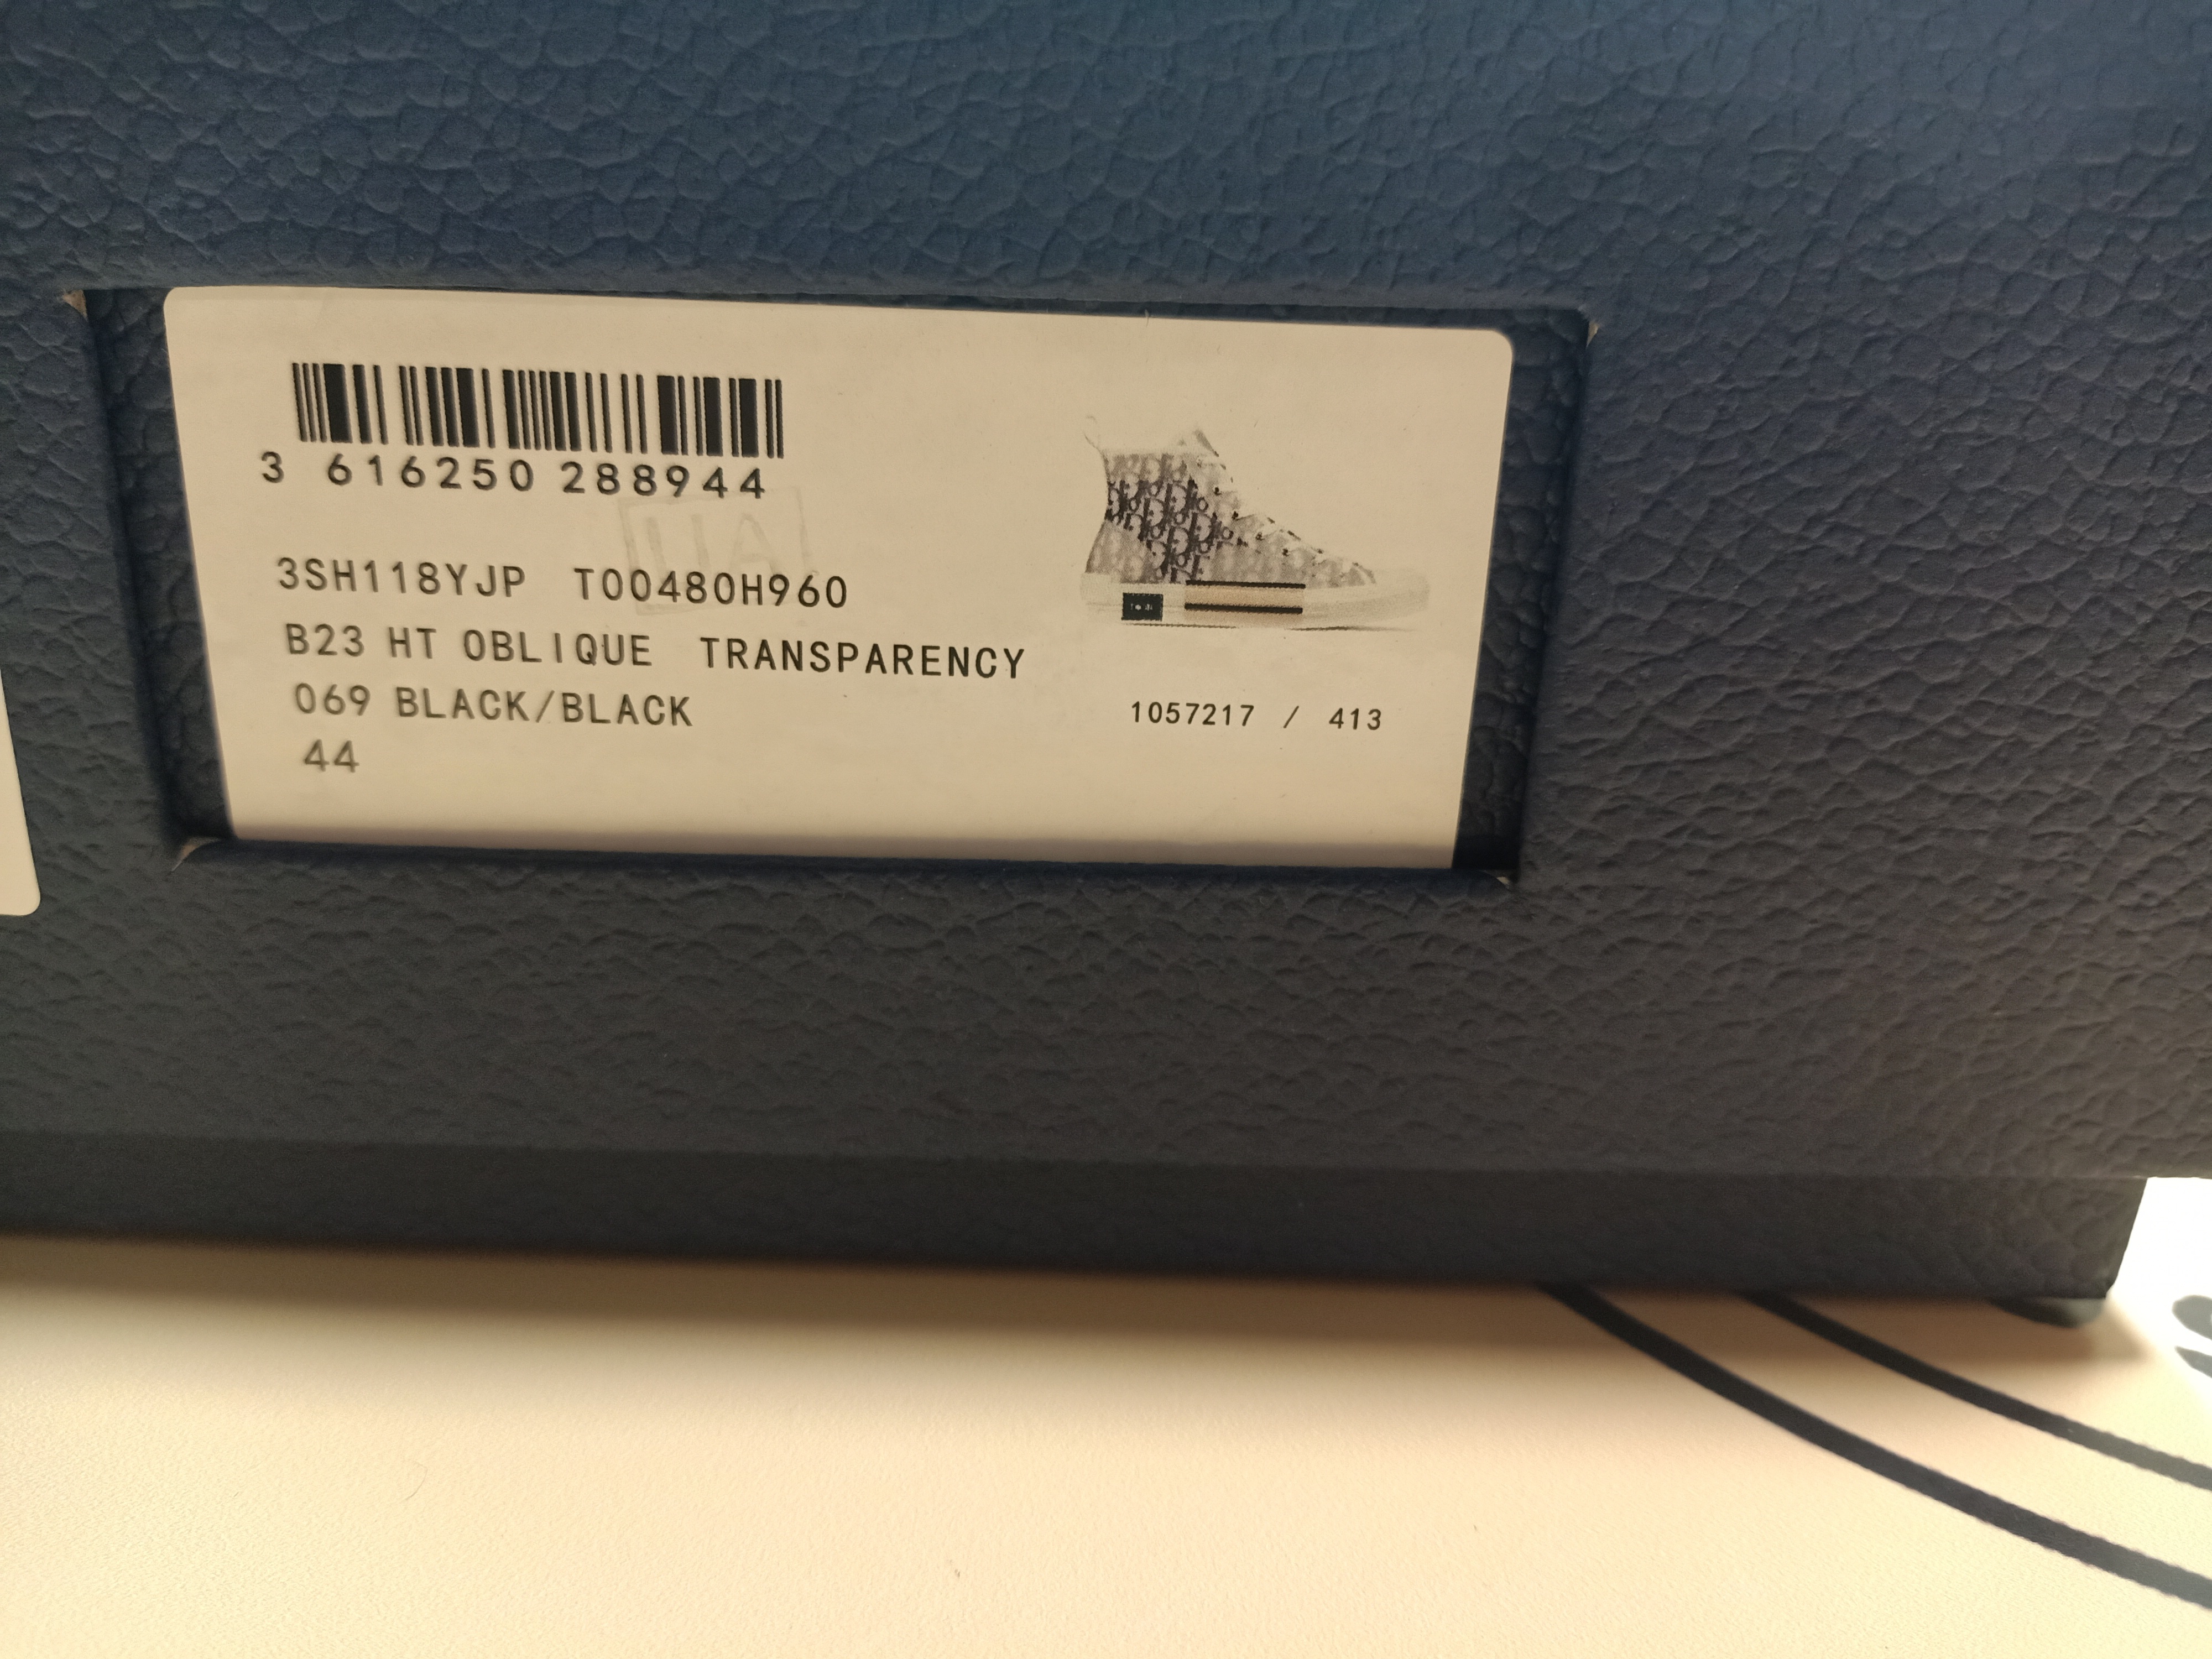 3 616250 288944
3SH118YJP T00480H960
B23 HT OBLIQUE TRANSPARENCY
069 BLACK/BLACK
1057217 / 413
44